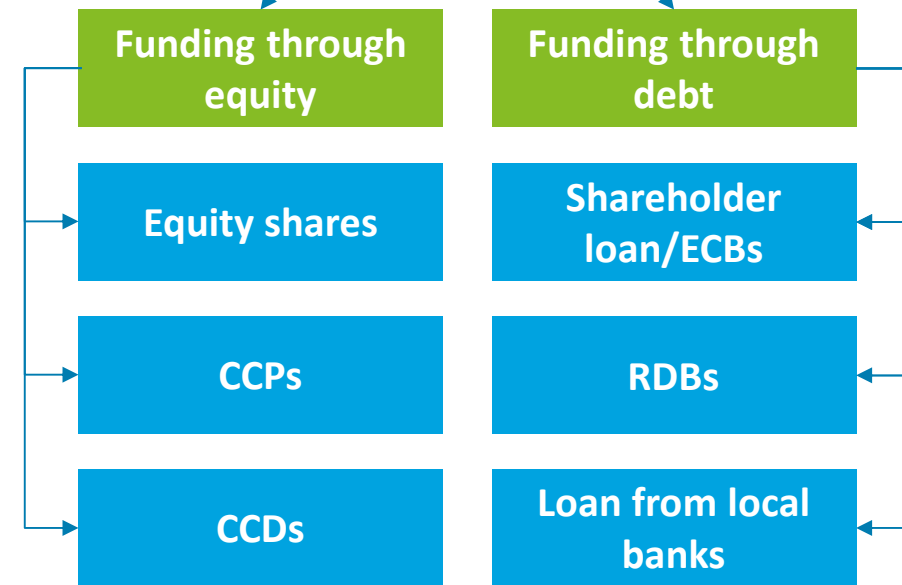 Funding through
equity
Funding through
debt
Equity shares
Shareholder
loan/ECBs
CCPs
RDBs
CCDs
Loan from local
banks